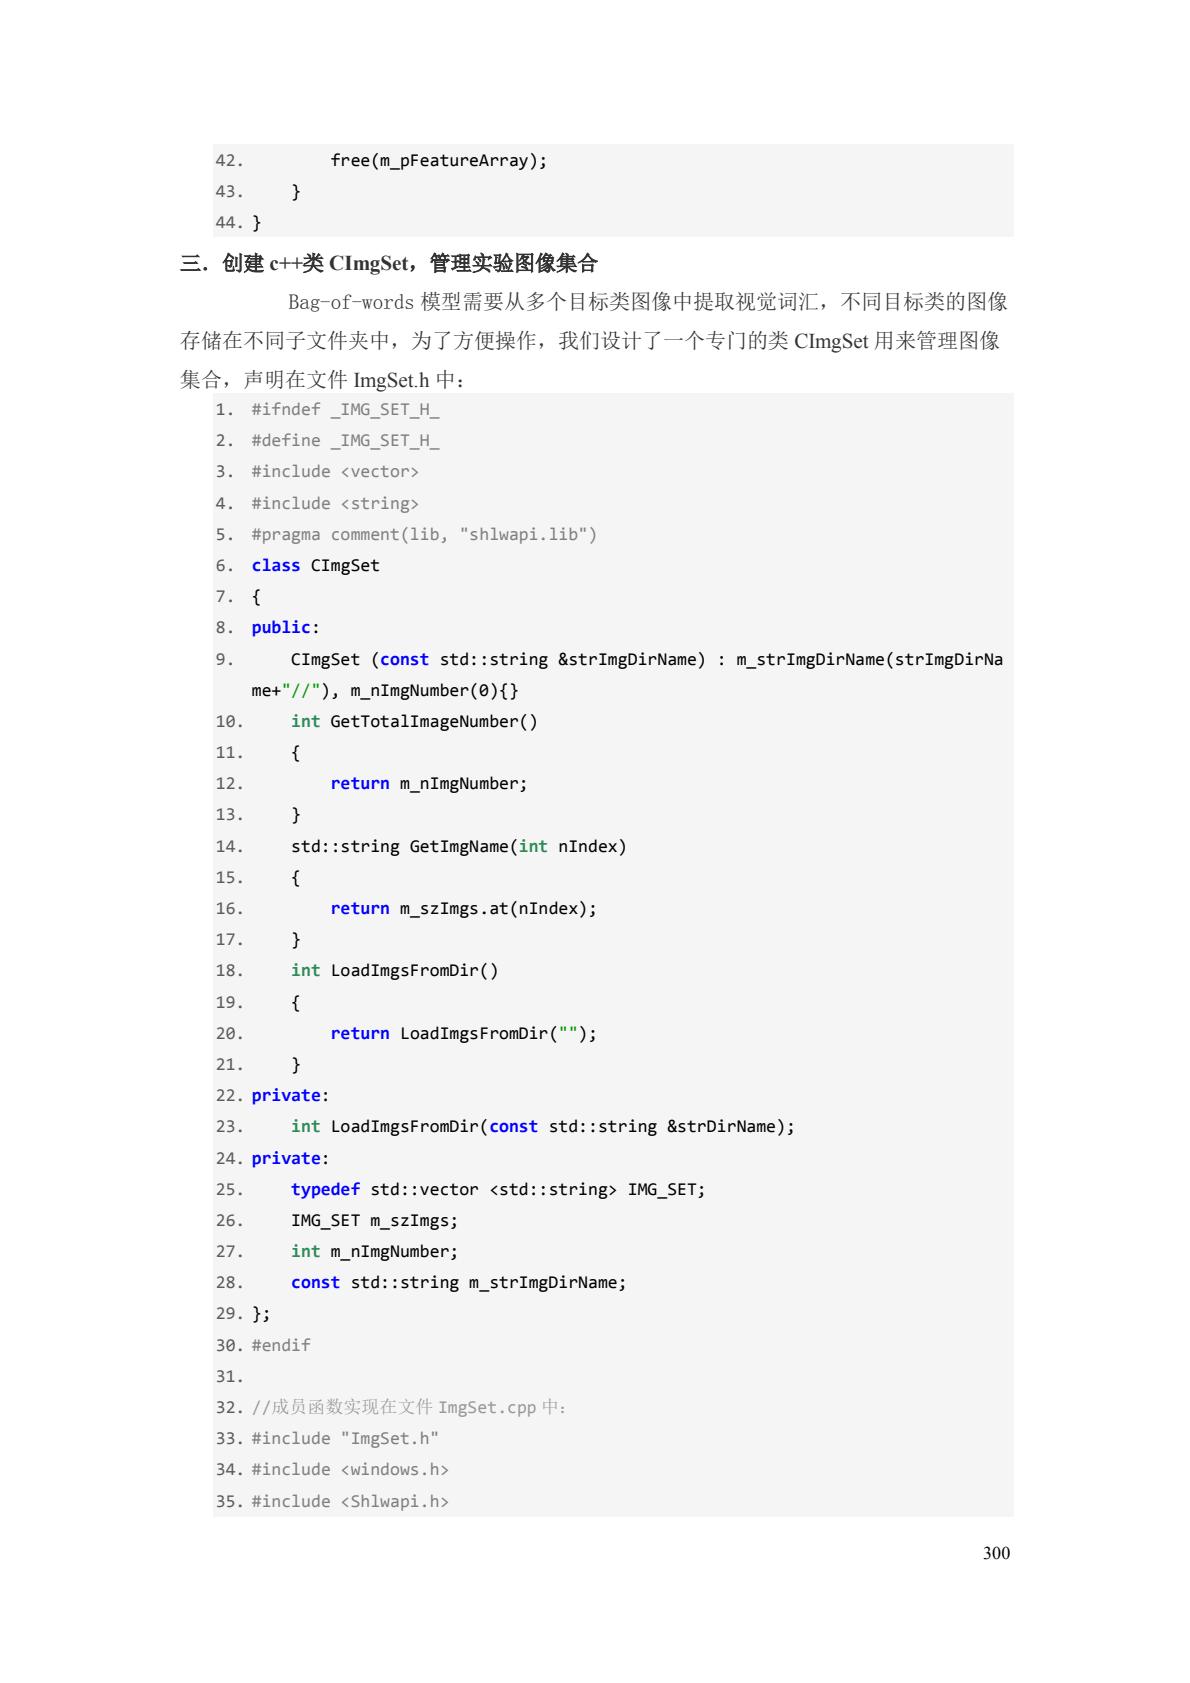 42.         free(m_pFeatureArray);
43.     }
44. }
三．创建 c++类 CImgSet，管理实验图像集合
Bag-of-words 模型需要从多个目标类图像中提取视觉词汇，不同目标类的图像
存储在不同子文件夹中，为了方便操作，我们设计了一个专门的类 CImgSet 用来管理图像
集合，声明在文件 ImgSet.h 中：
1. #ifndef _IMG_SET_H_
2. #define _IMG_SET_H_
3. #include <vector>
4. #include <string>
5. #pragma comment(lib, "shlwapi.lib")
6. class CImgSet
7. {
8. public:
9.     CImgSet (const std::string &strImgDirName) : m_strImgDirName(strImgDirNa
me+"//"), m_nImgNumber(0){}
10.     int GetTotalImageNumber()
11.     {
12.         return m_nImgNumber;
13.     }
14.     std::string GetImgName(int nIndex)
15.     {
16.         return m_szImgs.at(nIndex);
17.     }
18.     int LoadImgsFromDir()
19.     {
20.         return LoadImgsFromDir("");
21.     }
22. private:
23.     int LoadImgsFromDir(const std::string &strDirName);
24. private:
25.     typedef std::vector <std::string> IMG_SET;
26.     IMG_SET m_szImgs;
27.     int m_nImgNumber;
28.     const std::string m_strImgDirName;
29. };
30. #endif
31.
32. //成员函数实现在文件 ImgSet.cpp 中：
33. #include "ImgSet.h"
34. #include <windows.h>
35. #include <Shlwapi.h>
300